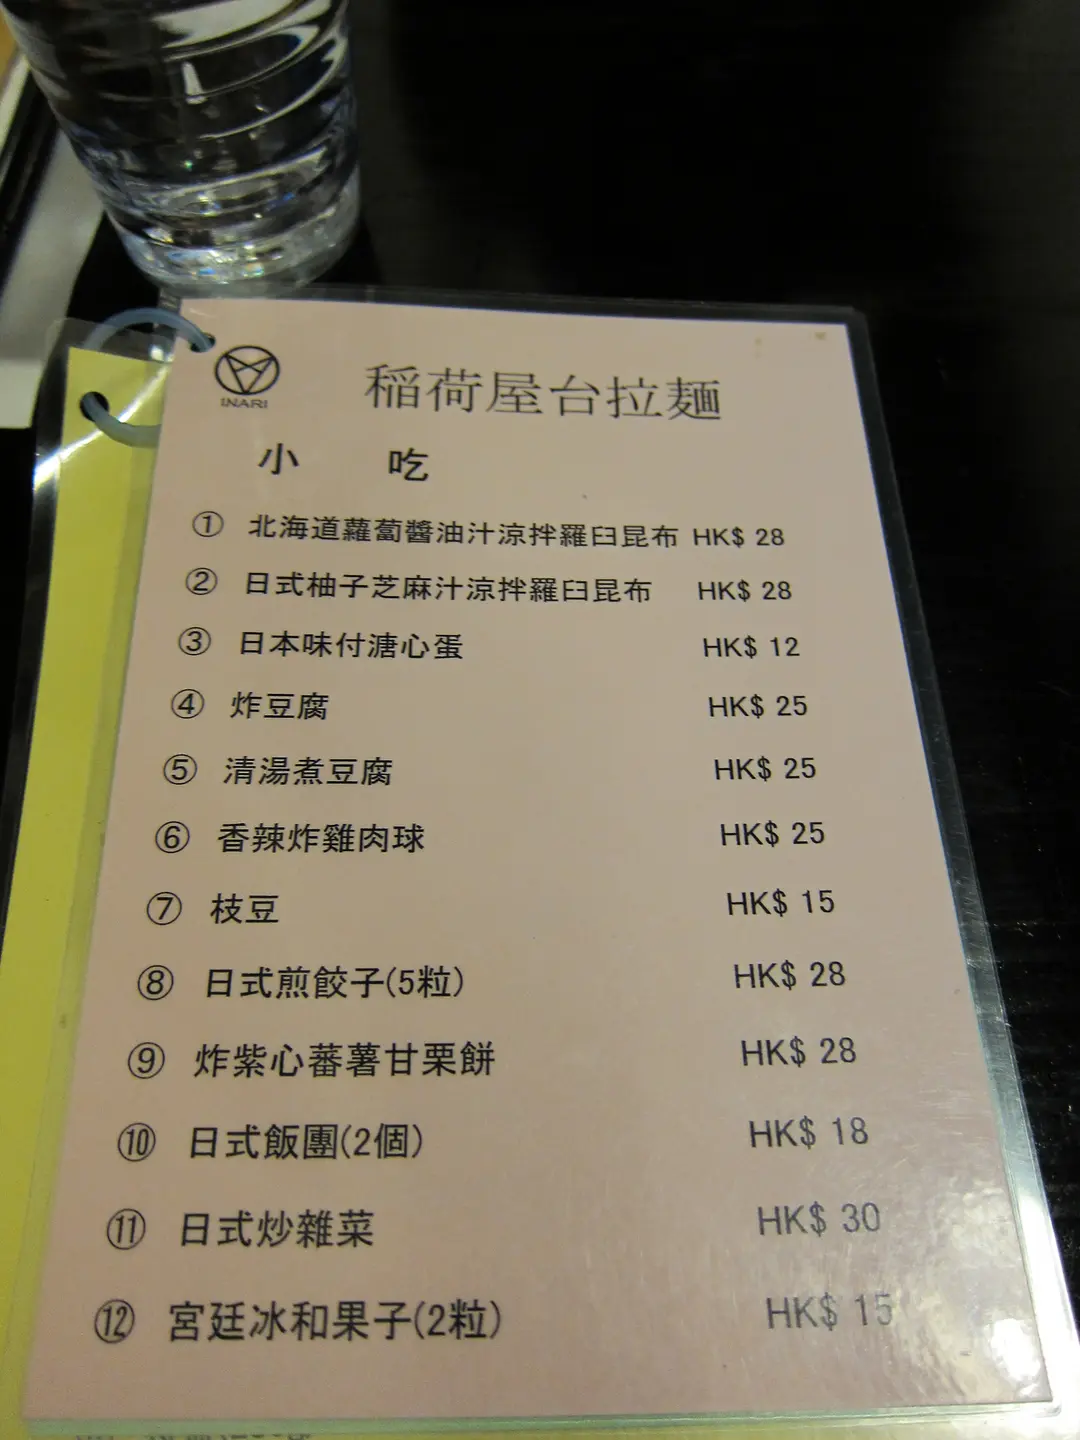 INARI
稲荷屋台拉麵
小 吃
① 北海道蘿蔔醬油汁涼拌羅臼昆布 HK$ 28
② 日式柚子芝麻汁涼拌羅臼昆布 HK$ 28
③ 日本味付溏心蛋 HK$ 12
④ 炸豆腐 HK$ 25
⑤ 清湯煮豆腐 HK$ 25
⑥ 香辣炸雞肉球 HK$ 25
⑦ 枝豆 HK$ 15
⑧ 日式煎餃子(5粒) HK$ 28
⑨ 炸紫心蕃薯甘栗餅 HK$ 28
⑩ 日式飯團(2個) HK$ 18
⑪ 日式炒雜菜 HK$ 30
⑫ 宮廷冰和果子(2粒) HK$ 15